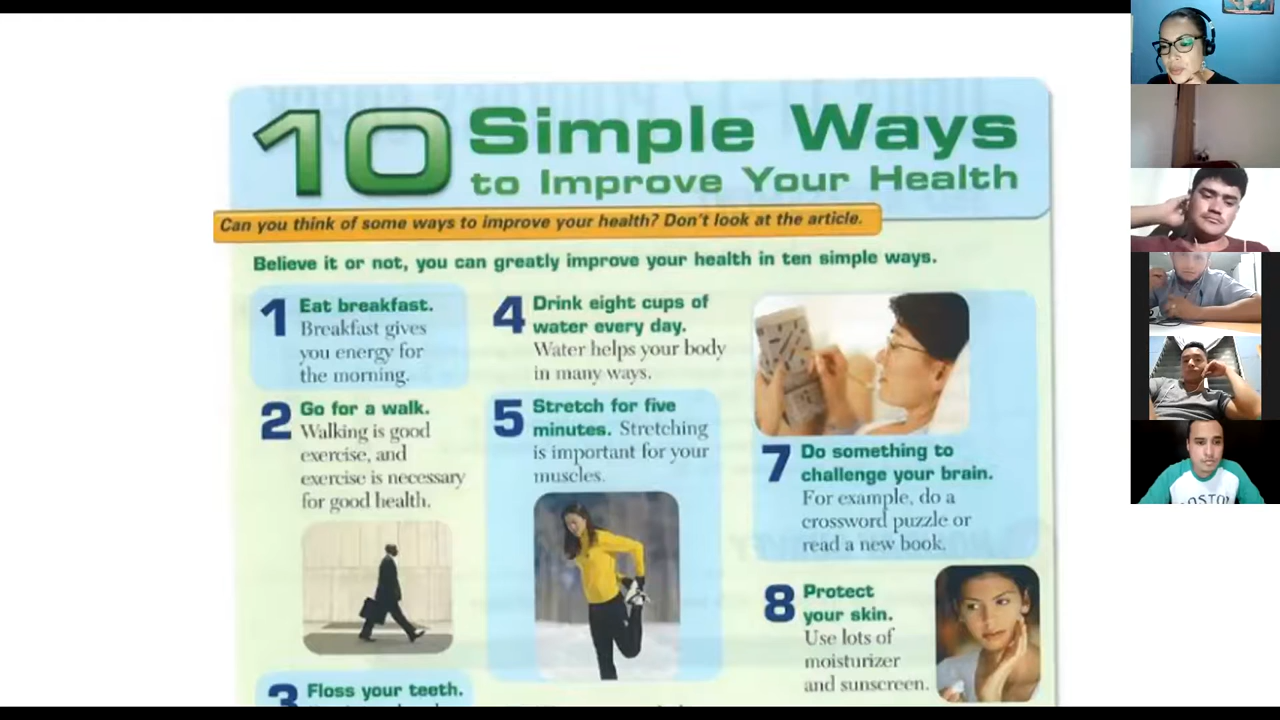 10 Simple Ways
to Improve Your Health
Can you think of some ways to improve your health? Don't look at the article.
Believe it or not, you can greatly improve your health in ten simple ways.
1 Eat breakfast.
Breakfast gives
you energy for
the morning.
2 Go for a walk.
Walking is good
exercise, and
exercise is necessary
for good health.
3 Floss your teeth.
4 Drink eight cups of
water every day.
Water helps your body
in many ways.
5 Stretch for five
minutes. Stretching
is important for your
muscles.
7 Do something to
challenge your brain.
For example, do a
crossword puzzle or
read a new book.
8 Protect
your skin.
Use lots of
moisturizer
and sunscreen.